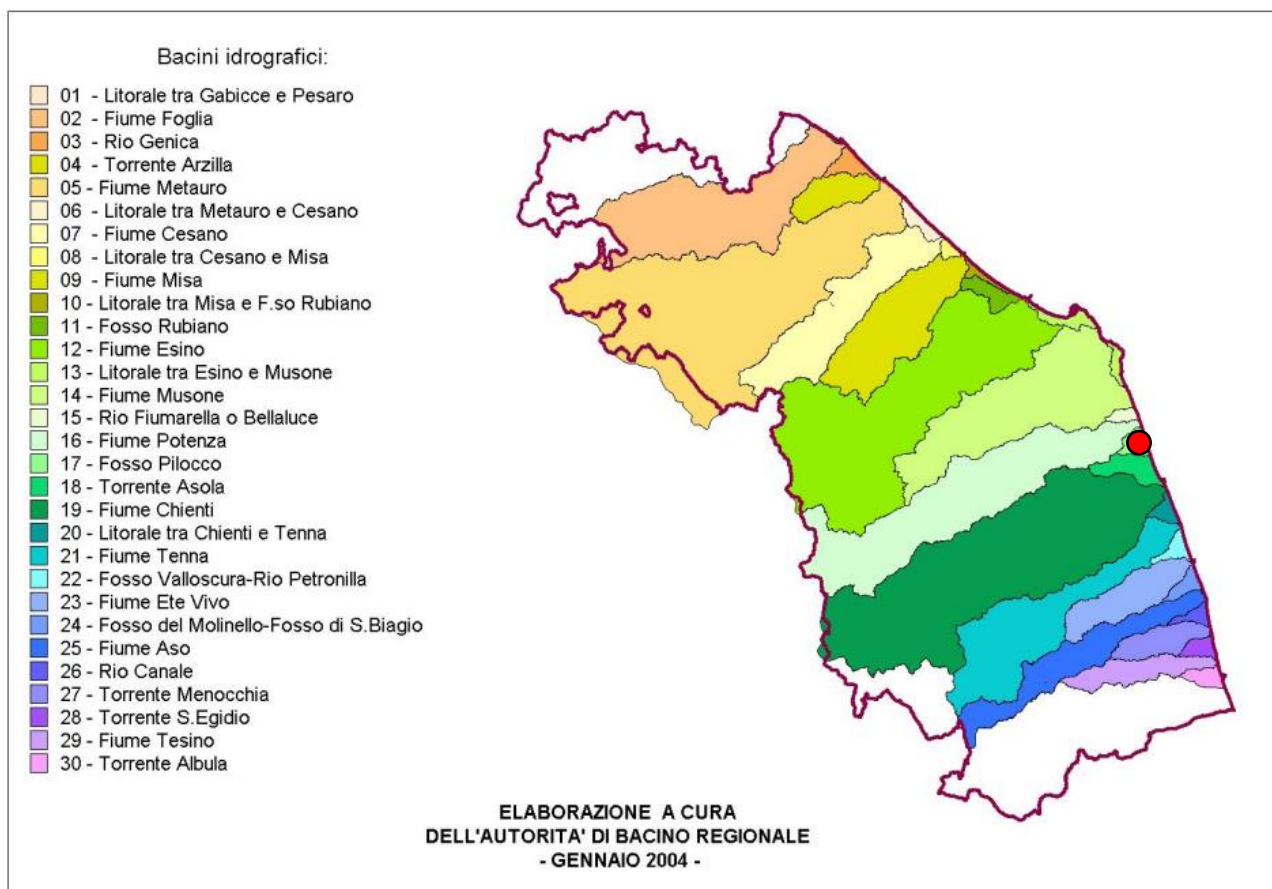 Bacini idrografici:
01 - Litorale tra Gabicce e Pesaro
02 - Fiume Foglia
03 - Rio Genica
04 - Torrente Arzilla
05 - Fiume Metauro
06 - Litorale tra Metauro e Cesano
07 - Fiume Cesano
08 - Litorale tra Cesano e Misa
09 - Fiume Misa
10 - Litorale tra Misa e F.so Rubiano
11 - Fosso Rubiano
12 - Fiume Esino
13 - Litorale tra Esino e Musone
14 - Fiume Musone
15 - Rio Fiumarella o Bellaluce
16 - Fiume Potenza
17 - Fosso Pilocco
18 - Torrente Asola
19 - Fiume Chienti
20 - Litorale tra Chienti e Tenna
21 - Fiume Tenna
22 - Fosso Valloscura-Rio Petronilla
23 - Fiume Ete Vivo
24 - Fosso del Molinello-Fosso di S.Biagio
25 - Fiume Aso
26 - Rio Canale
27 - Torrente Menocchia
28 - Torrente S.Egidio
29 - Fiume Tesino
30 - Torrente Albula
ELABORAZIONE A CURA
DELL'AUTORITA' DI BACINO REGIONALE
- GENNAIO 2004 -